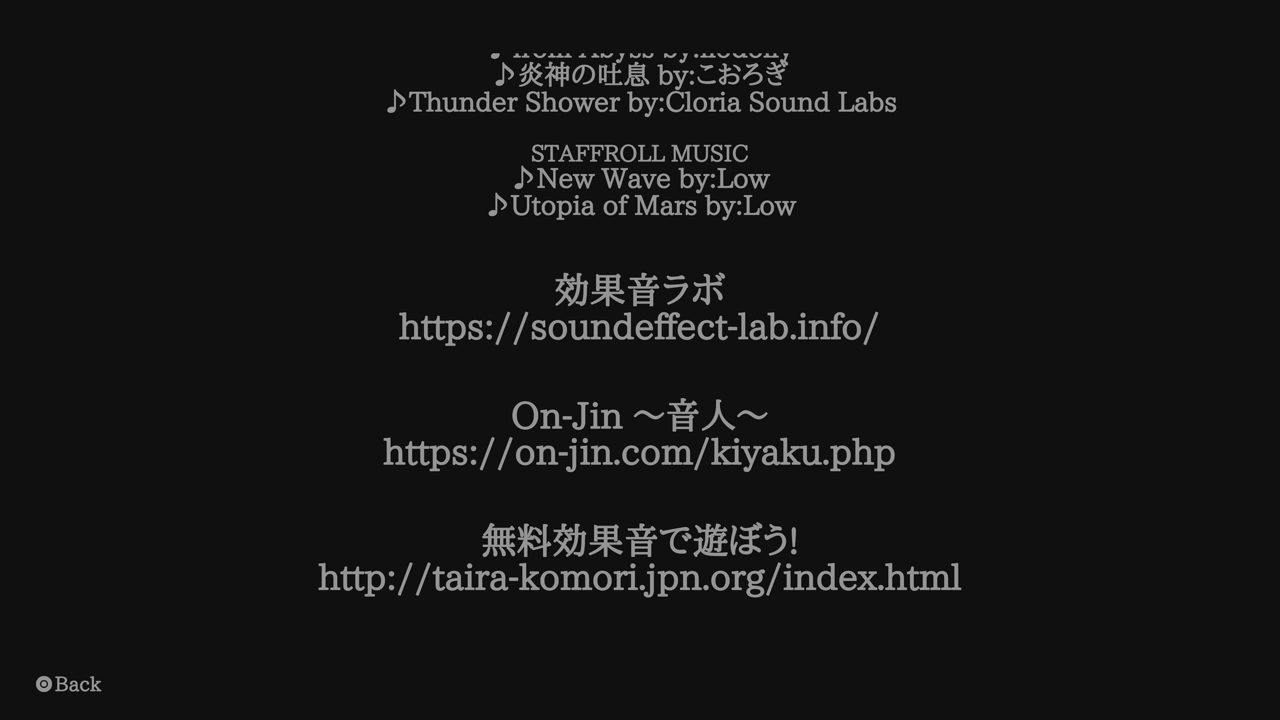 ♪from Abyss by:
♪炎神の吐息 by:こおろぎ
♪Thunder Shower by:Cloria Sound Labs
STAFFROLL MUSIC
♪New Wave by:Low
♪Utopia of Mars by:Low
効果音ラボ
https://soundeffect-lab.info/
On-Jin ～音人～
https://on-jin.com/kiyaku.php
無料効果音で遊ぼう!
http://taira-komori.jpn.org/index.html
Back